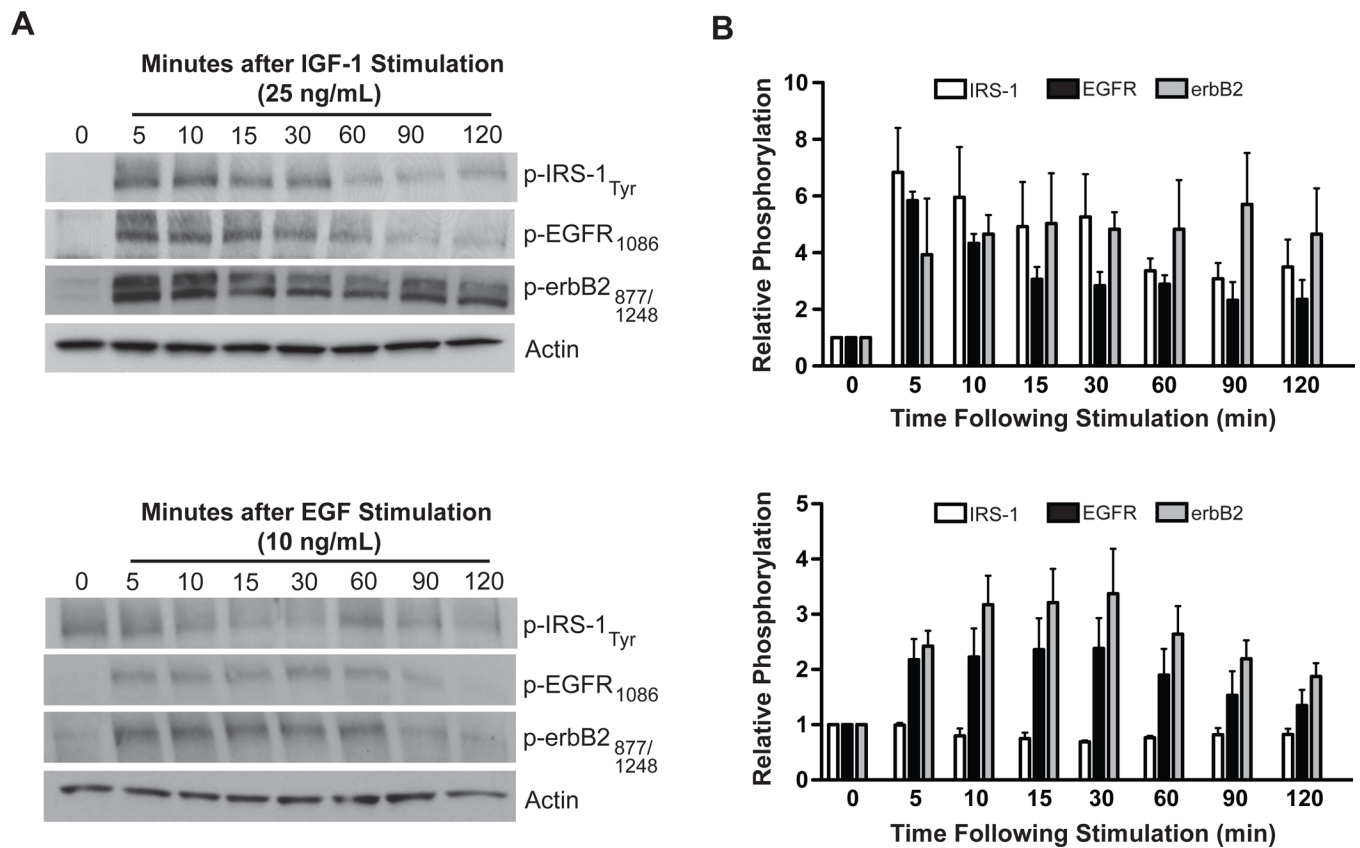 A
Minutes after IGF-1 Stimulation
(25 ng/mL)
0 5 10 15 30 60 90 120
p-IRS-1Tyr
p-EGFR1086
p-erbB2877/
1248
Actin
Minutes after EGF Stimulation
(10 ng/mL)
0 5 10 15 30 60 90 120
p-IRS-1Tyr
p-EGFR1086
p-erbB2877/
1248
Actin
B
Relative Phosphorylation
10
8
6
4
2
0
IRS-1 EGFR erbB2
0 5 10 15 30 60 90 120
Time Following Stimulation (min)
Relative Phosphorylation
5
4
3
2
1
0
IRS-1 EGFR erbB2
0 5 10 15 30 60 90 120
Time Following Stimulation (min)